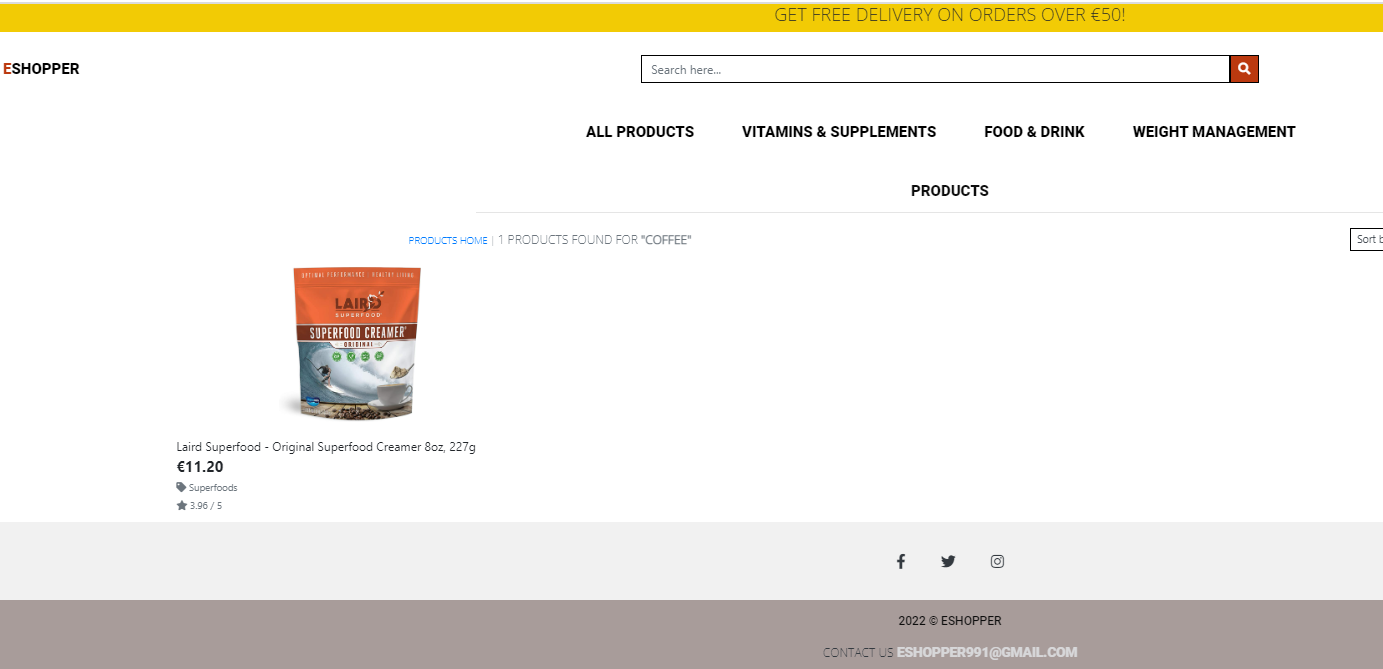 GET FREE DELIVERY ON ORDERS OVER €50!
ESHOPPER
Search here...
ALL PRODUCTS
VITAMINS & SUPPLEMENTS
FOOD & DRINK
WEIGHT MANAGEMENT
PRODUCTS
PRODUCTS HOME | 1 PRODUCTS FOUND FOR "COFFEE"
Sort b
OPTIMAL PERFORMANCE · HEALTHY LIVING
LAIRD
SUPERFOOD
SUPERFOOD CREAMER
ORIGINAL
Laird Superfood - Original Superfood Creamer 8oz, 227g
€11.20
Superfoods
3.96 / 5
2022 © ESHOPPER
CONTACT US ESHOPPER991@GMAIL.COM